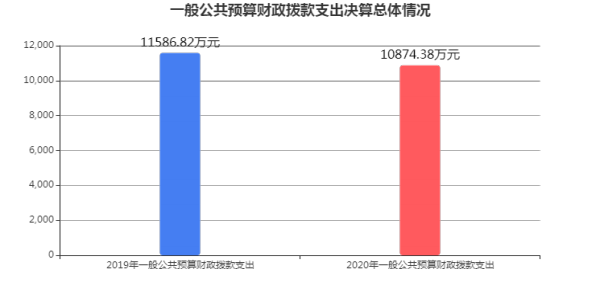 一般公共预算财政拨款支出决算总体情况
12,000
10,000
8,000
6,000
4,000
2,000
0
11586.82万元
10874.38万元
2019年一般公共预算财政拨款支出
2020年一般公共预算财政拨款支出